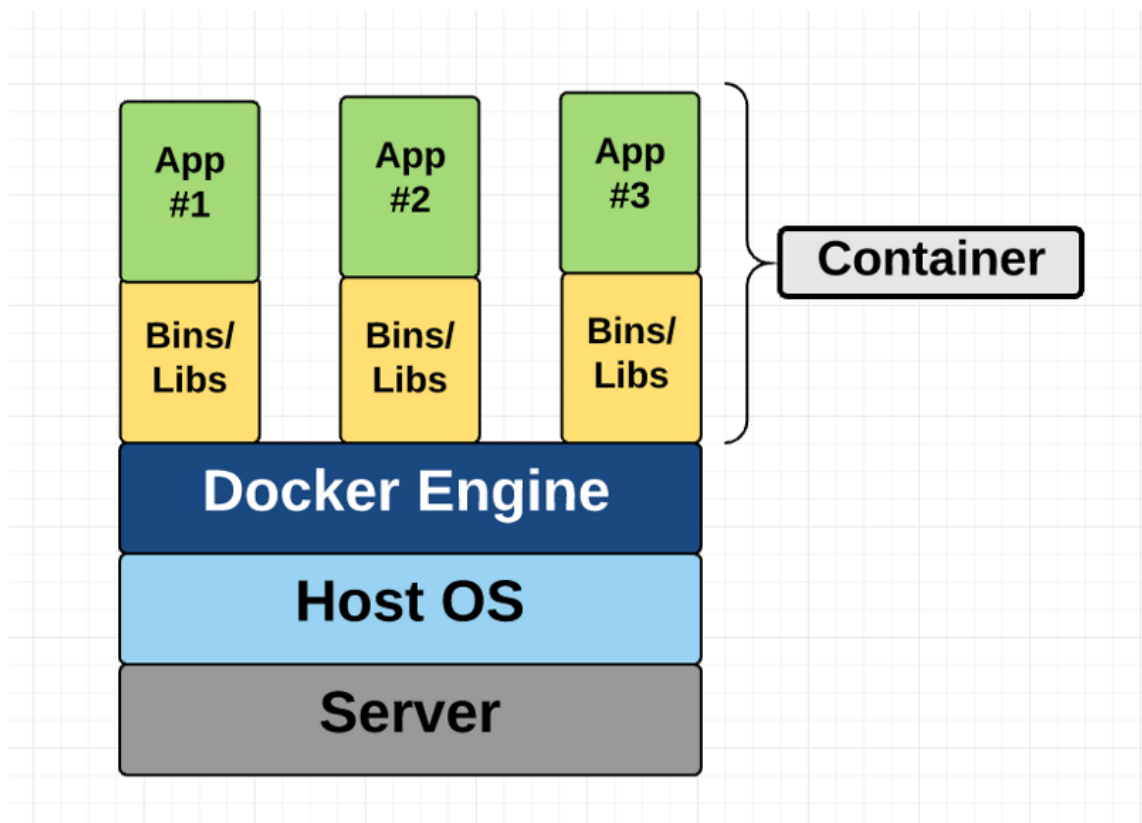 App
#1
App
#2
App
#3
Bins/
Libs
Bins/
Libs
Bins/
Libs
Container
Docker Engine
Host OS
Server